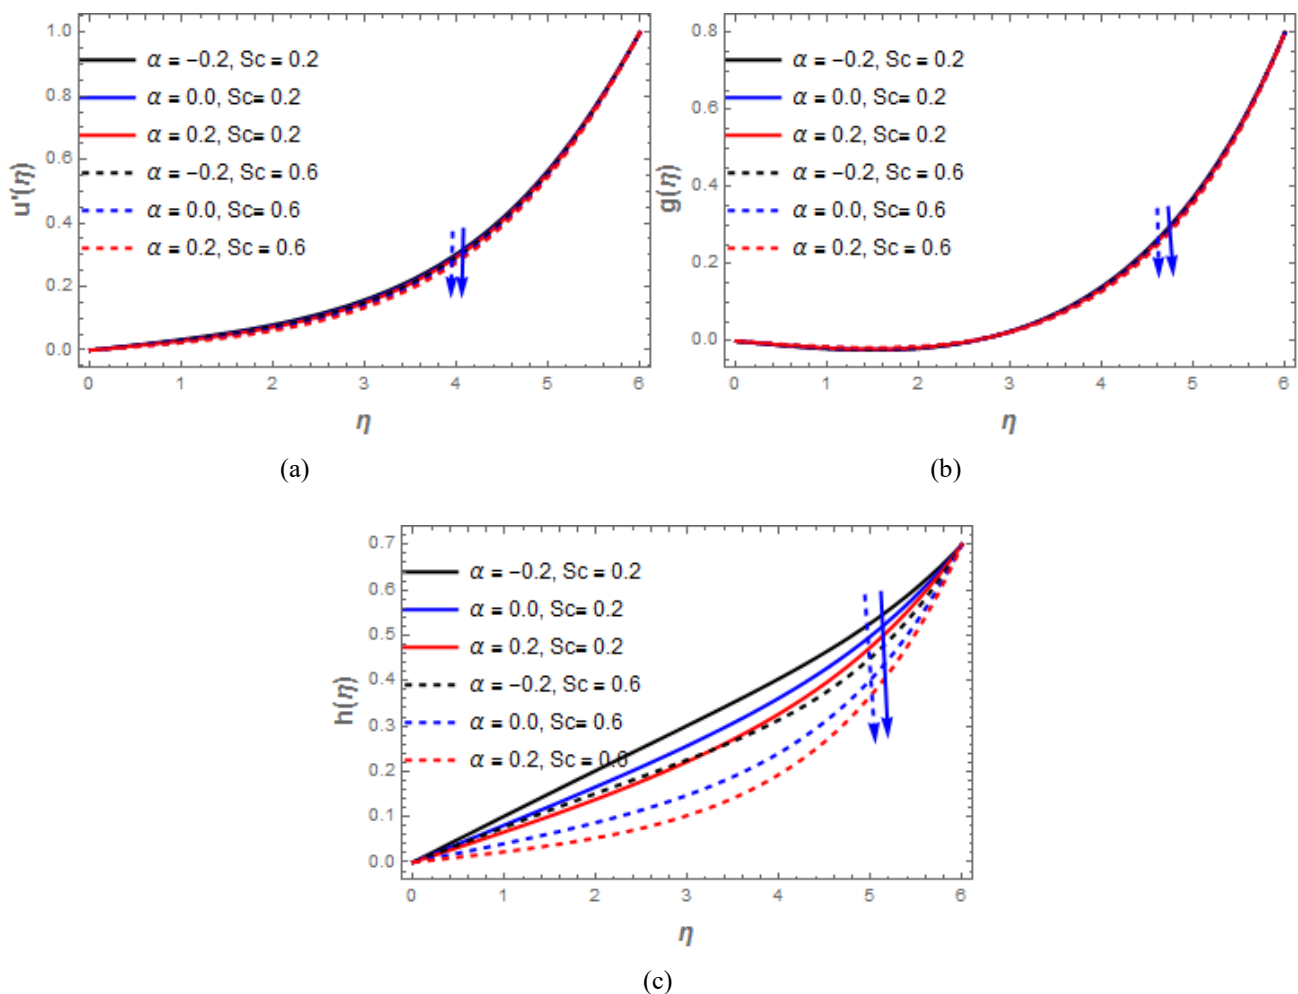 1.0
0.8
0.6
0.4
0.2
0.0
u'(η)
α = −0.2, Sc = 0.2
α = 0.0, Sc= 0.2
α = 0.2, Sc= 0.2
α = −0.2, Sc = 0.6
α = 0.0, Sc= 0.6
α = 0.2, Sc = 0.6
0 1 2 3 4 5 6
η
(a)
0.8
0.6
0.4
0.2
0.0
g(η)
α = −0.2, Sc = 0.2
α = 0.0, Sc= 0.2
α = 0.2, Sc= 0.2
α = −0.2, Sc = 0.6
α = 0.0, Sc= 0.6
α = 0.2, Sc = 0.6
0 1 2 3 4 5 6
η
(b)
0.7
0.6
0.5
0.4
0.3
0.2
0.1
0.0
h(η)
α = −0.2, Sc = 0.2
α = 0.0, Sc= 0.2
α = 0.2, Sc= 0.2
α = −0.2, Sc = 0.6
α = 0.0, Sc= 0.6
α = 0.2, Sc = 0.6
0 1 2 3 4 5 6
η
(c)